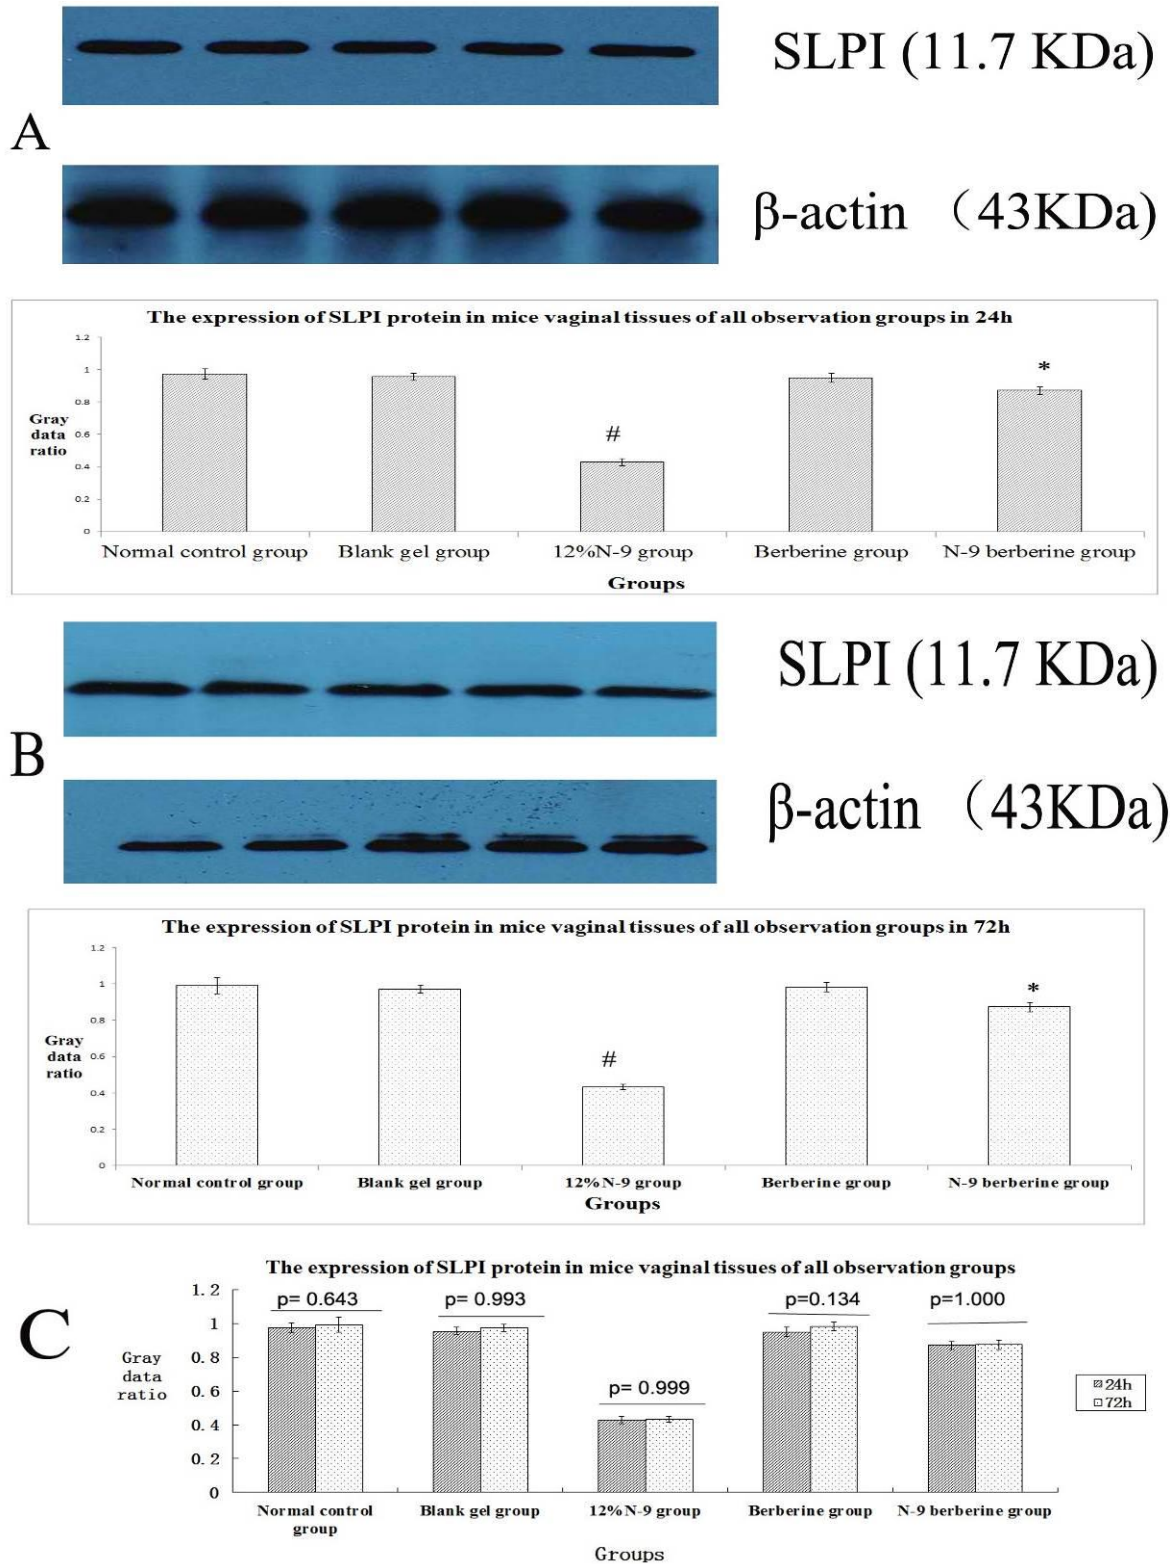 SLPI (11.7 KDa)
A
β-actin （43KDa)
The expression of SLPI protein in mice vaginal tissues of all observation groups in 24h
1.2
1
0.8
0.6
0.4
0.2
0
Gray
data
ratio
#
*
Normal control group Blank gel group 12%N-9 group Berberine group N-9 berberine group
Groups
SLPI (11.7 KDa)
B
β-actin （43KDa)
The expression of SLPI protein in mice vaginal tissues of all observation groups in 72h
1.2
1
0.8
0.6
0.4
0.2
0
Gray
data
ratio
#
*
Normal control group Blank gel group 12%N-9 group Berberine group N-9 berberine group
Groups
C
The expression of SLPI protein in mice vaginal tissues of all observation groups
1.2
1
0.8
0.6
0.4
0.2
0
Gray
data
ratio
p= 0.643 p= 0.993 p= 0.999 p=0.134 p=1.000
24h
72h
Normal control group Blank gel group 12%N-9 group Berberine group N-9 berberine group
Groups